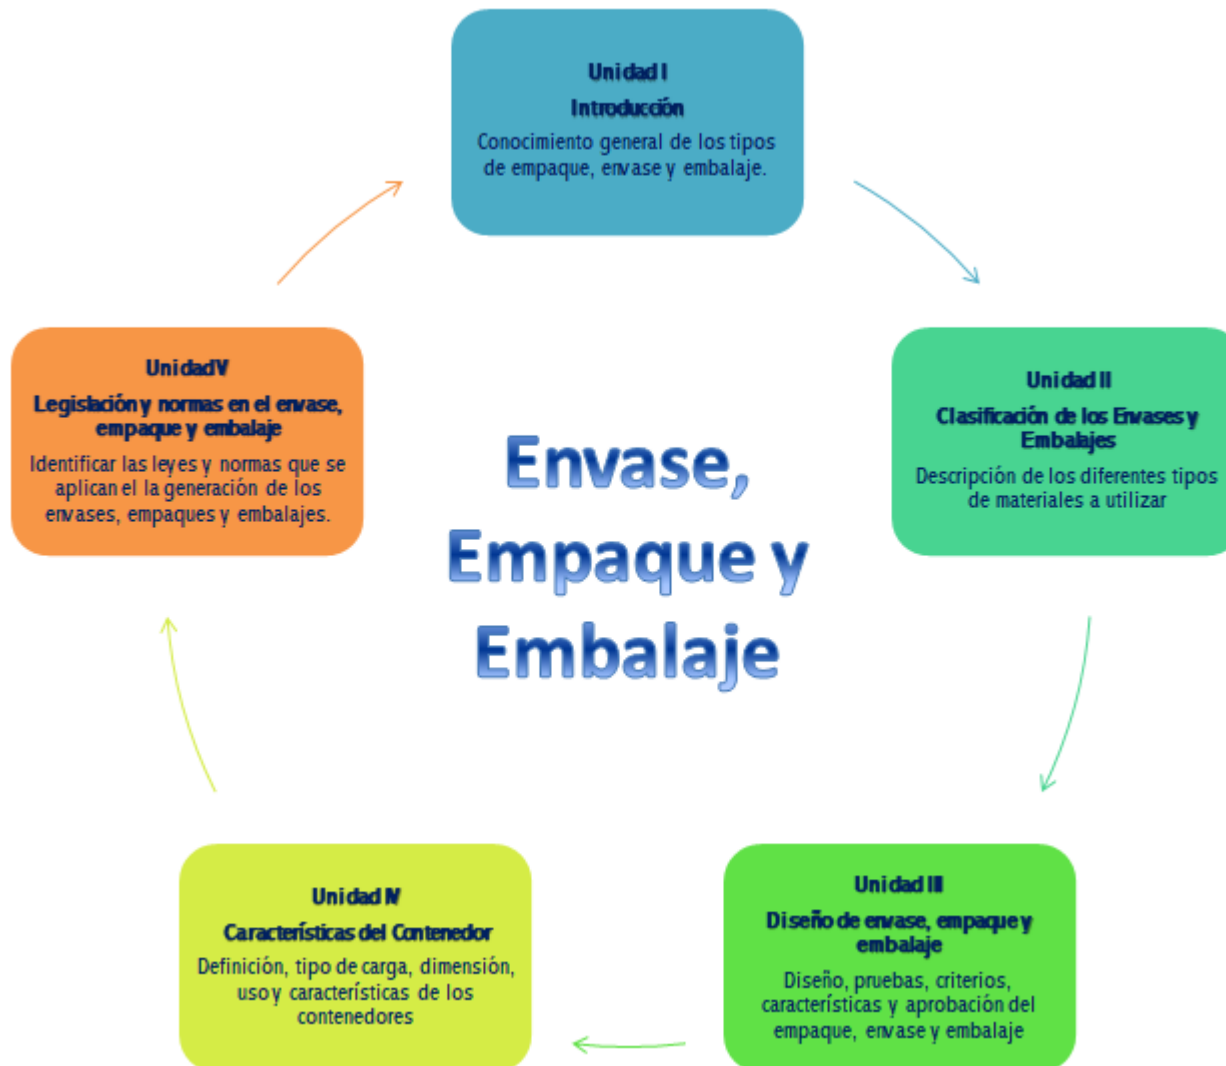 Unidad I
Introducción
Conocimiento general de los tipos
de empaque, envase y embalaje.
Unidad II
Clasificación de los Envases y
Embalajes
Descripción de los diferentes tipos
de materiales a utilizar
Unidad III
Diseño de envase, empaque y
embalaje
Diseño, pruebas, criterios,
características y aprobación del
empaque, envase y embalaje
Unidad IV
Características del Contenedor
Definición, tipo de carga, dimensión,
uso y características de los
contenedores
Unidad V
Legislación y normas en el envase,
empaque y embalaje
Identificar las leyes y normas que se
aplican el la generación de los
envases, empaques y embalajes.
Envase,
Empaque y
Embalaje